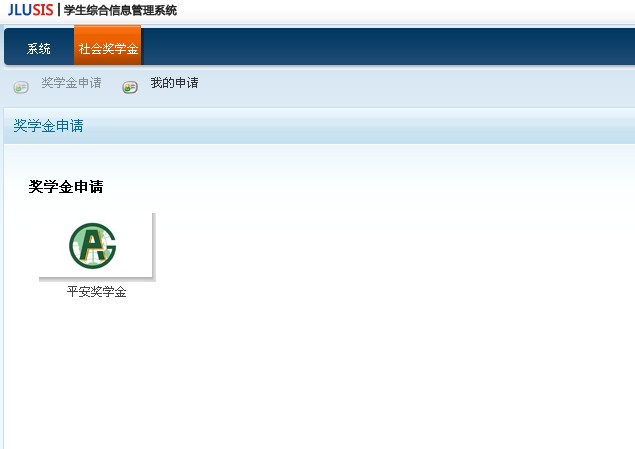 JLUSIS | 学生综合信息管理系统
系统 社会奖学金
奖学金申请 我的申请
奖学金申请
奖学金申请
AG
平安奖学金